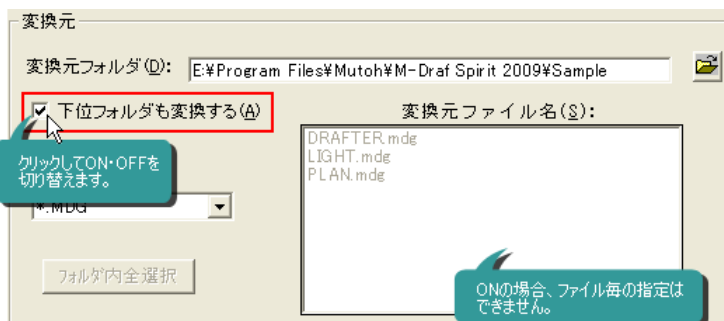 変換元
変換元フォルダ(D): E:¥Program Files¥Mutoh¥M-Draf Spirit 2009¥Sample
下位フォルダも変換する(A)
変換元ファイル名(S):
DRAFTER.mdg
LIGHT.mdg
PLAN.mdg
クリックしてON・OFFを
切り替えます。
*.MDG
フォルダ内全選択
ONの場合、ファイル毎の指定は
できません。